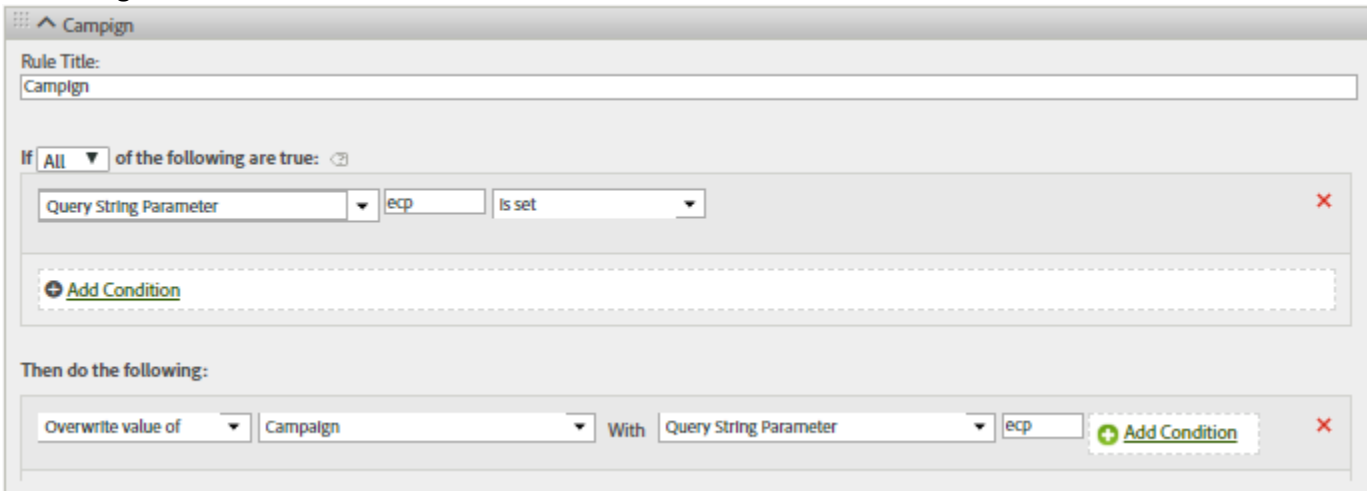 Campign
Rule Title:
Campign
If All of the following are true:
Query String Parameter ecp Is set
Add Condition
Then do the following:
Overwrite value of Campaign With Query String Parameter ecp Add Condition